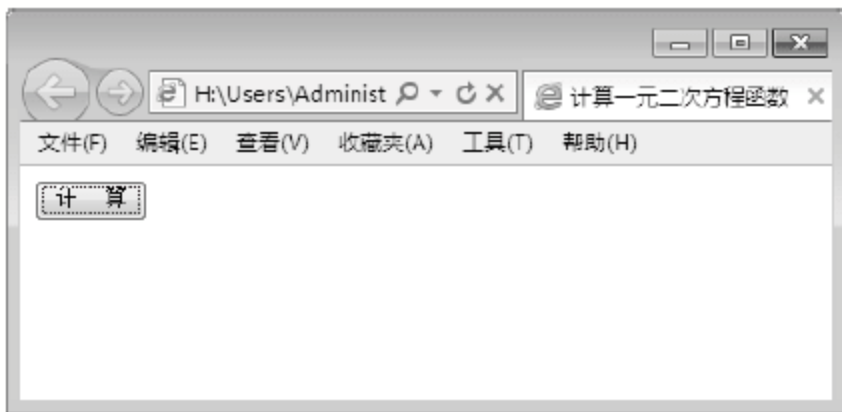 H:\Users\Administ
计算一元二次方程函数
文件(F) 编辑(E) 查看(V) 收藏夹(A) 工具(T) 帮助(H)
计 算